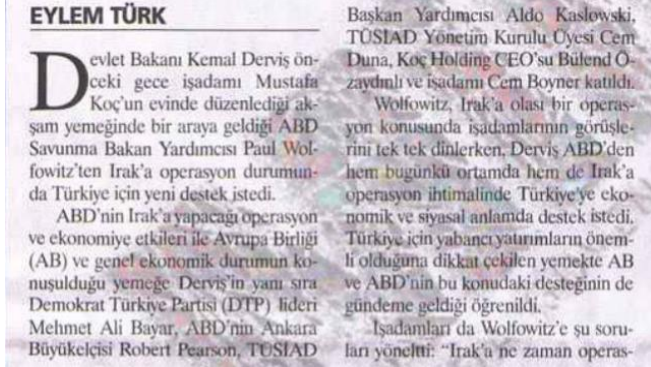 EYLEM TÜRK
Devlet Bakanı Kemal Derviş ön-
ceki gece işadamı Mustafa
Koç'un evinde düzenlediği ak-
şam yemeğinde bir araya geldiği ABD
Savunma Bakan Yardımcısı Paul Wol-
fowitz'ten Irak'a operasyon durumun-
da Türkiye için yeni destek istedi.
ABD'nin Irak'a yapacağı operasyon
ve ekonomiye etkileri ile Avrupa Birliği
(AB) ve genel ekonomik durumun ko-
nuşulduğu yemeğe Derviş'in yanı sıra
Demokrat Türkiye Partisi (DTP) lideri
Mehmet Ali Bayar, ABD'nin Ankara
Büyükelçisi Robert Pearson, TÜSİAD
Başkan Yardımcısı Aldo Kaslowski,
TÜSİAD Yönetim Kurulu Üyesi Cem
Duna, Koç Holding CEO'su Bülend Ö-
zaydınlı ve işadamı Cem Boyner katıldı.
Wolfowitz, Irak'a olası bir operas-
yon konusunda işadamlarının görüşle-
rini tek tek dinlerken, Derviş ABD'den
hem bugünkü ortamda hem de Irak'a
operasyon ihtimalinde Türkiye'ye eko-
nomik ve siyasal anlamda destek istedi.
Türkiye için yabancı yatırımların önem-
li olduğuna dikkat çekilen yemekte AB
ve ABD'nin bu konudaki desteğinin de
gündeme geldiği öğrenildi.
İşadamları da Wolfowitz'e şu soru-
ları yöneltti: "Irak'a ne zaman operas-